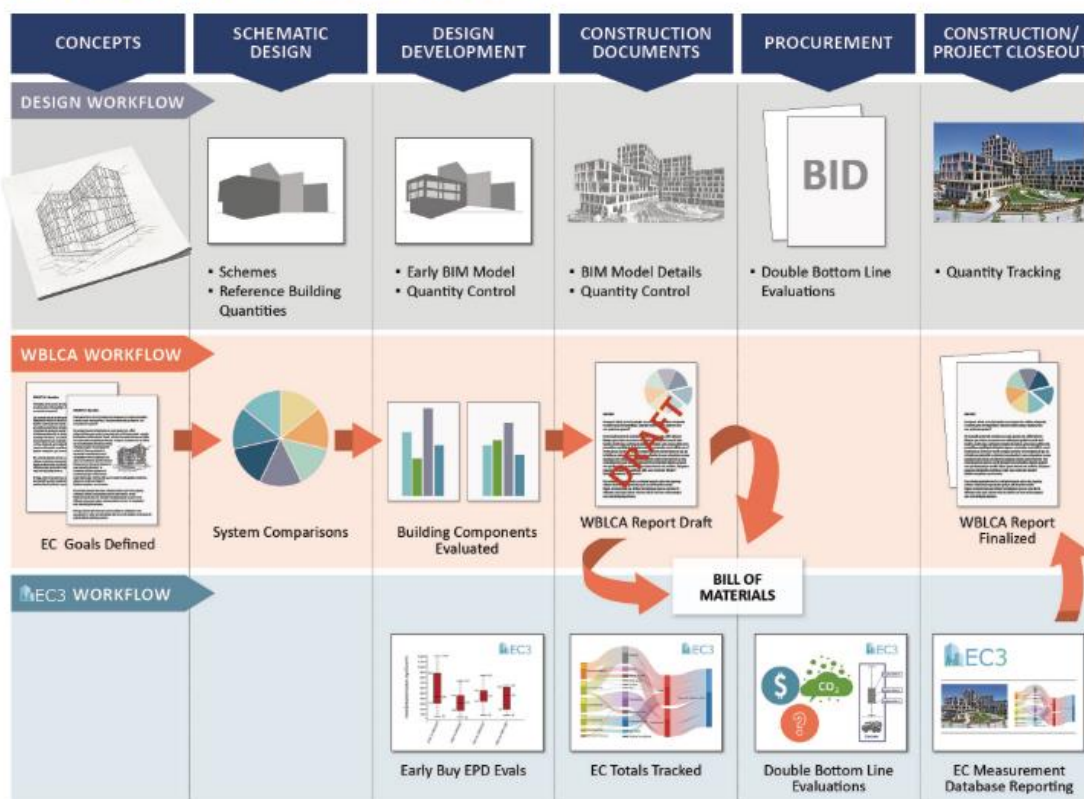 CONCEPTS
SCHEMATIC
DESIGN
DESIGN
DEVELOPMENT
CONSTRUCTION
DOCUMENTS
PROCUREMENT
CONSTRUCTION/
PROJECT CLOSEOUT
DESIGN WORKFLOW
BID
▪ Schemes
▪ Reference Building
Quantities
▪ Early BIM Model
▪ Quantity Control
▪ BIM Model Details
▪ Quantity Control
▪ Double Bottom Line
Evaluations
▪ Quantity Tracking
WBLCA WORKFLOW
DRAFT
EC Goals Defined
System Comparisons
Building Components
Evaluated
WBLCA Report Draft
WBLCA Report
Finalized
BILL OF
MATERIALS
EC3 WORKFLOW
EC3
EC3
EC3
EC3
$
CO2
?
Early Buy EPD Evals
EC Totals Tracked
Double Bottom Line
Evaluations
EC Measurement
Database Reporting